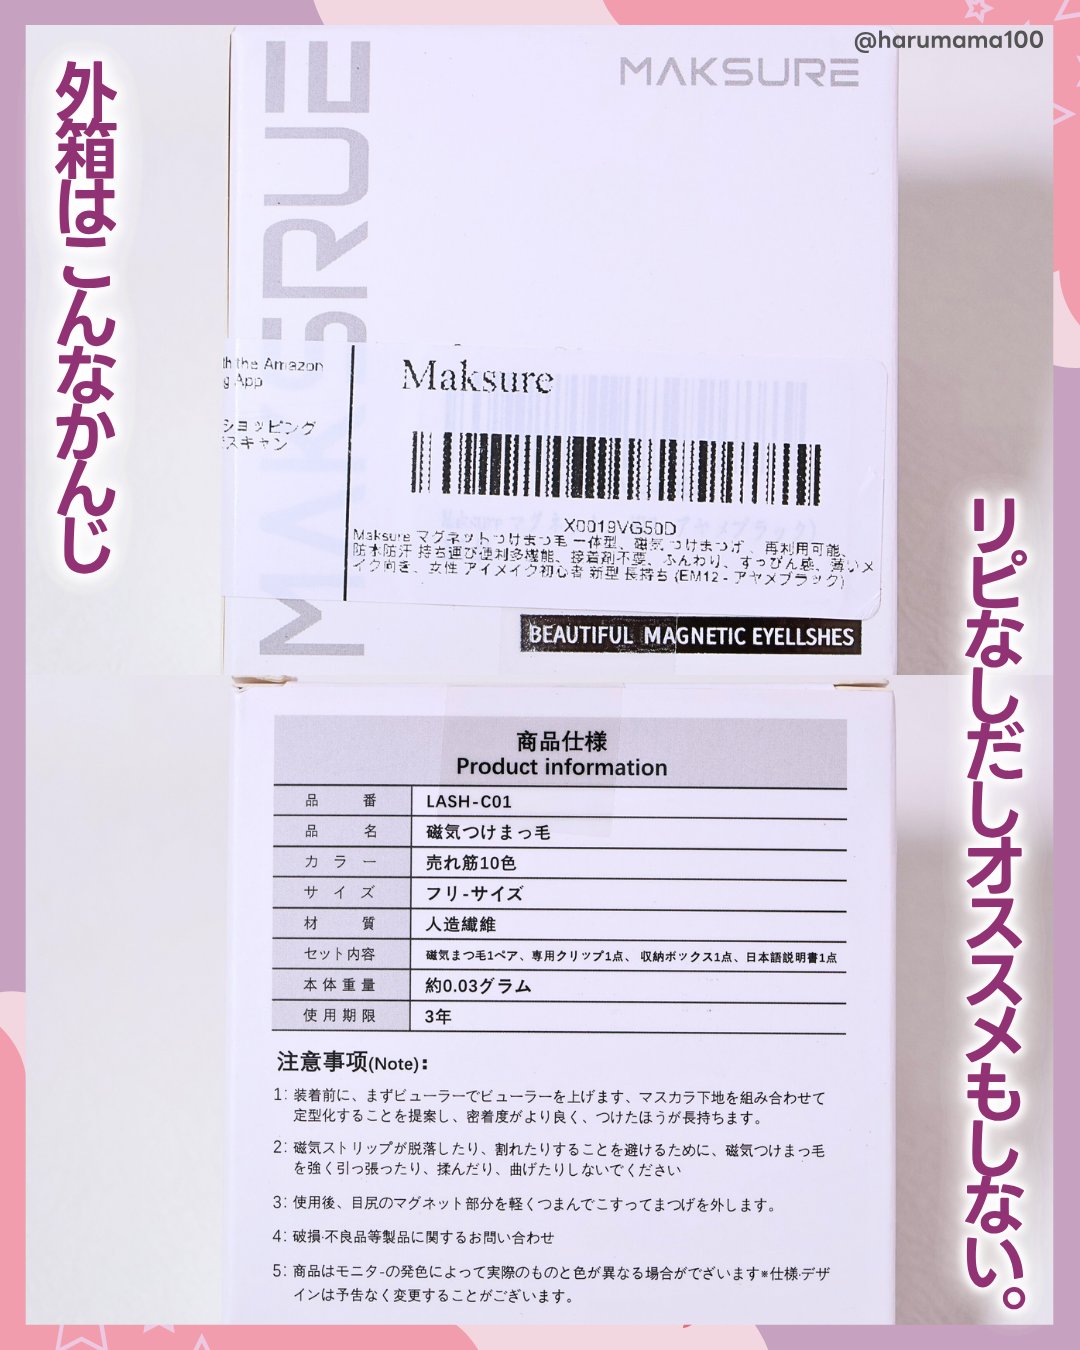 @harumama100
外箱はこんなかんじ
MAKSURE
MAKSURE
th the Amazon
g App
ショッピング
スキャン
Maksure
X0019VG50D
Maksure マグネットつけまつ毛 一体型、磁気 つけまつげ 、再利用可能、
防水防汗 持ち運び便利多機能、接着剤不要、ふんわり、すっぴん感、薄いメ
イク向き、女性 アイメイク初心者 新型 長持ち (EM12 - アヤメブラック)
BEAUTIFUL MAGNETIC EYELLSHES
リピなしだしオススメもしない。
商品仕様
Product information
品番 LASH-C01
品名 磁気つけまっ毛
カラー 売れ筋10色
サイズ フリ-サイズ
材質 人造繊維
セット内容 磁気まつ毛1ペア、専用クリップ1点、収納ボックス1点、日本語説明書1点
本体重量 約0.03グラム
使用期限 3年
注意事项(Note):
1: 装着前に、まずビューラーでビューラーを上げます、マスカラ下地を組み合わせて
定型化することを提案し、密着度がより良く、つけたほうが長持ちます。
2: 磁気ストリップが脱落したり、割れたりすることを避けるために、磁気つけまっ毛
を強く引っ張ったり、揉んだり、曲げたりしないでください
3: 使用後、目尻のマグネット部分を軽くつまんでこすってまつげを外します。
4: 破損·不良品等製品に関するお問い合わせ
5: 商品はモニタ-の発色によって実際のものと色が異なる場合がでざいます※仕様·デザ
インは予告なく変更することがございます。